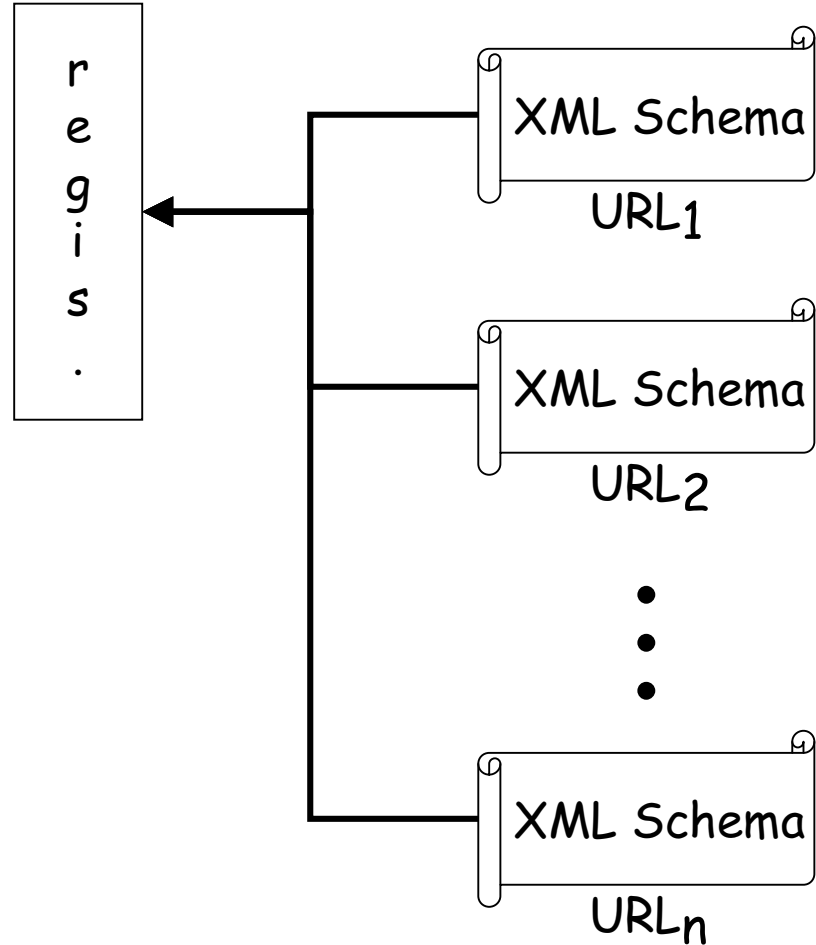 r
e
g
i
s
.
XML Schema
URL1
XML Schema
URL2
XML Schema
URLn